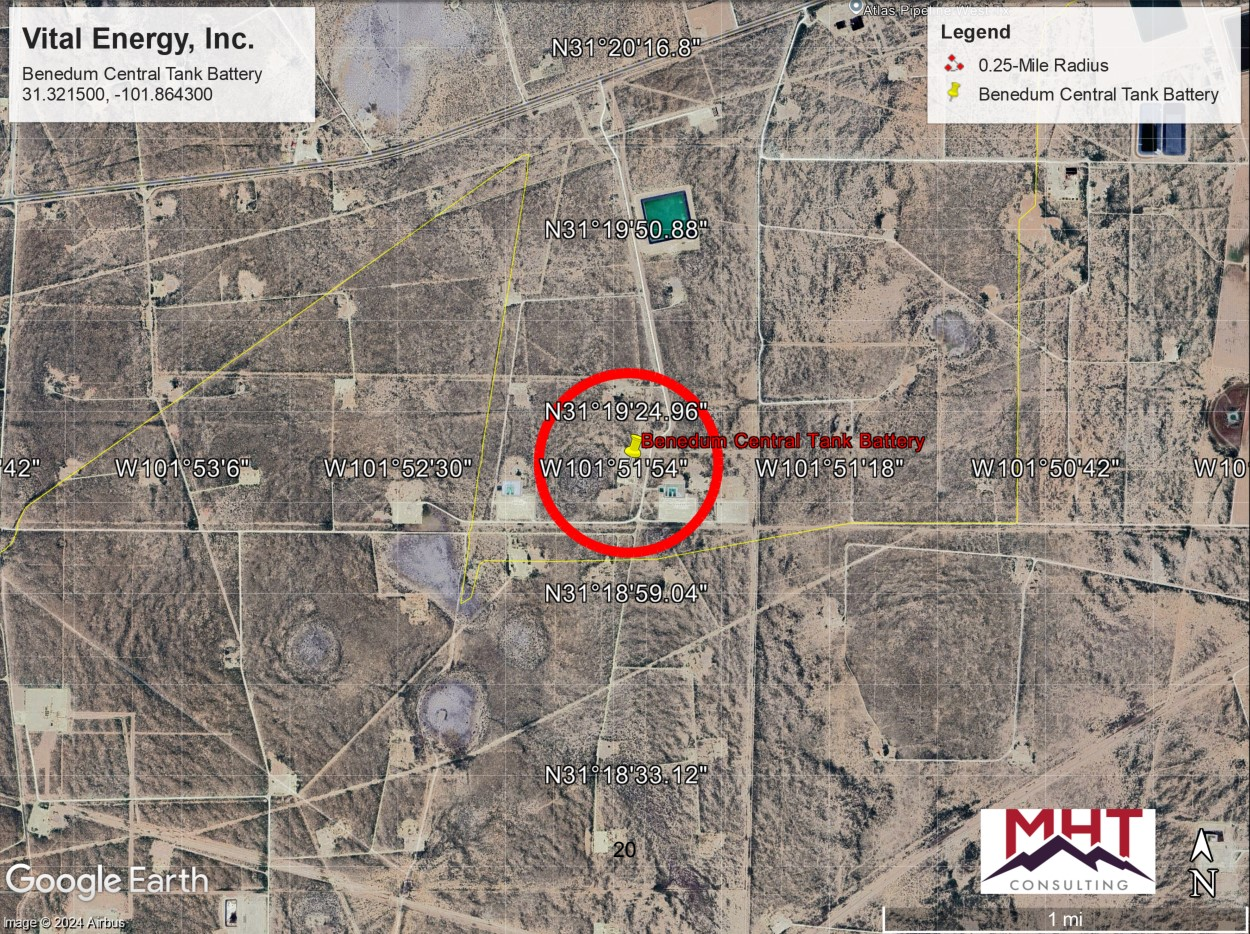 Vital Energy, Inc.
Benedum Central Tank Battery
31.321500, -101.864300
Atlas Pipe
N31°20'16.8"
Legend
0.25-Mile Radius
Benedum Central Tank Battery
N31°19'50.88"
N31°19'24.96"
Benedum Central Tank Battery
'42" W101°53'6" W101°52'30" W101°51'54" W101°51'18" W101°50'42" W10
N31°18'59.04"
N31°18'33.12"
20
MHT
CONSULTING
N
Google Earth
Image © 2024 Airbus
1 mi